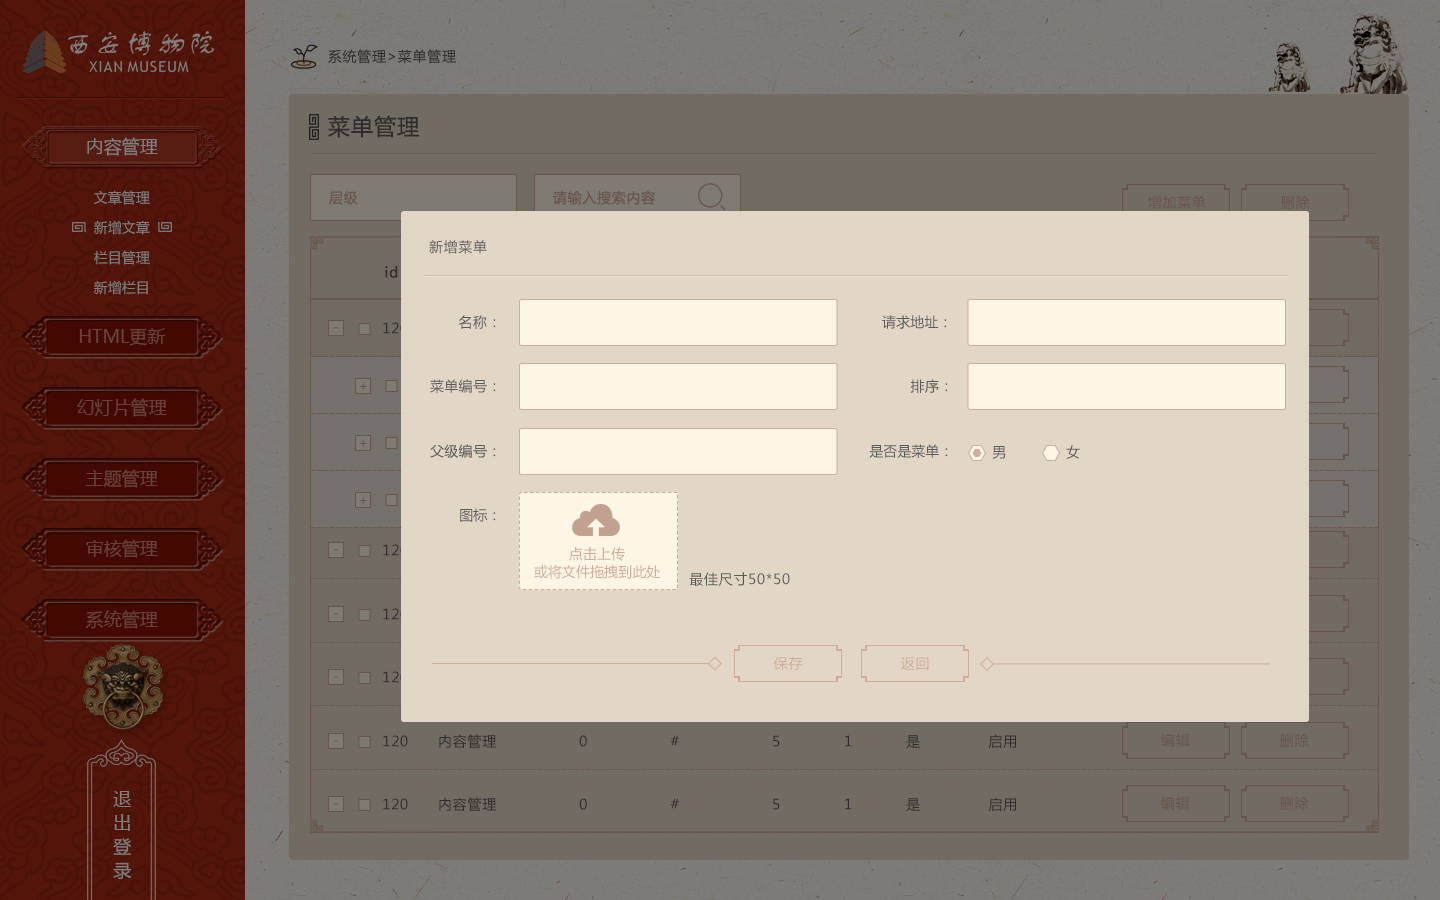 西安博物院
XIAN MUSEUM
内容管理
文章管理
新增文章
栏目管理
新增栏目
HTML更新
幻灯片管理
主题管理
审核管理
系统管理
退出登录
系统管理>菜单管理
菜单管理
层级
请输入搜索内容
增加菜单
删除
id
新增菜单
名称：
请求地址：
菜单编号：
排序：
父级编号：
是否是菜单：
男
女
图标：
点击上传
或将文件拖拽到此处
最佳尺寸50*50
保存
返回
120 内容管理 0 # 5 1 是 启用 编辑 删除
120 内容管理 0 # 5 1 是 启用 编辑 删除